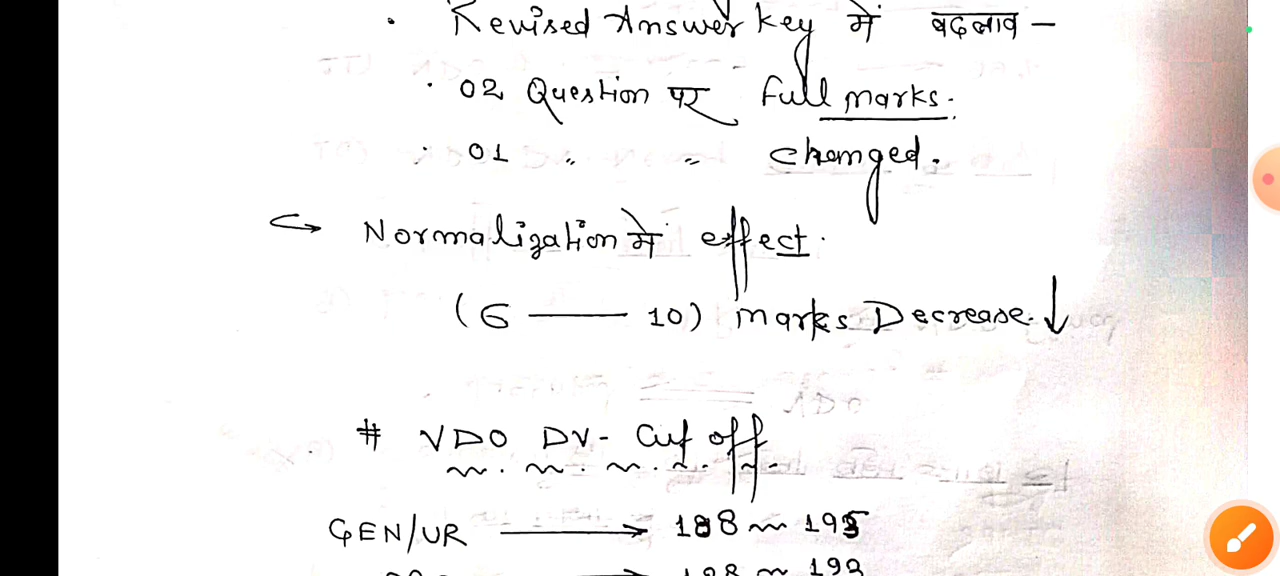 · Revised Answer Key में बदलाव –
· 02 Question पर Full marks.
· 01 " " changed.
↪ Normalization में effect.
(6 — 10) marks Decrease. ↓
# VDO DV- Cut off
GEN/UR → 188 ~ 195